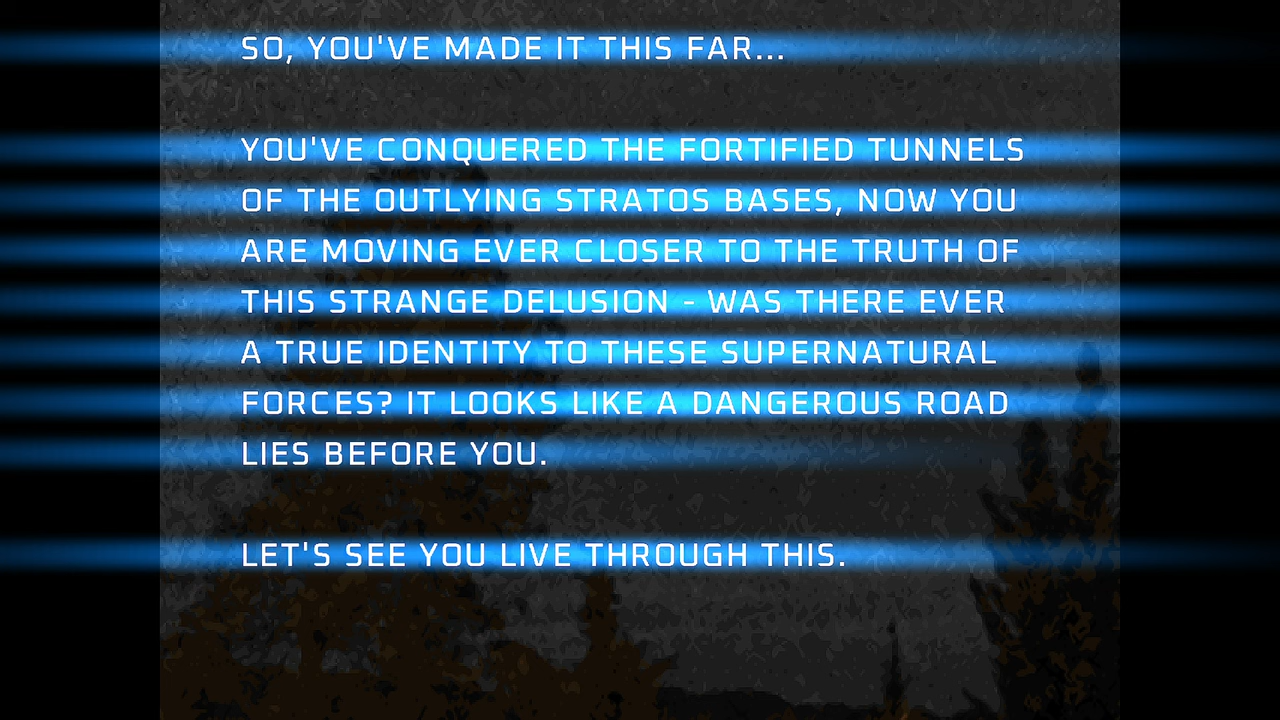 SO, YOU'VE MADE IT THIS FAR...
YOU'VE CONQUERED THE FORTIFIED TUNNELS
OF THE OUTLYING STRATOS BASES, NOW YOU
ARE MOVING EVER CLOSER TO THE TRUTH OF
THIS STRANGE DELUSION - WAS THERE EVER
A TRUE IDENTITY TO THESE SUPERNATURAL
FORCES? IT LOOKS LIKE A DANGEROUS ROAD
LIES BEFORE YOU.
LET'S SEE YOU LIVE THROUGH THIS.